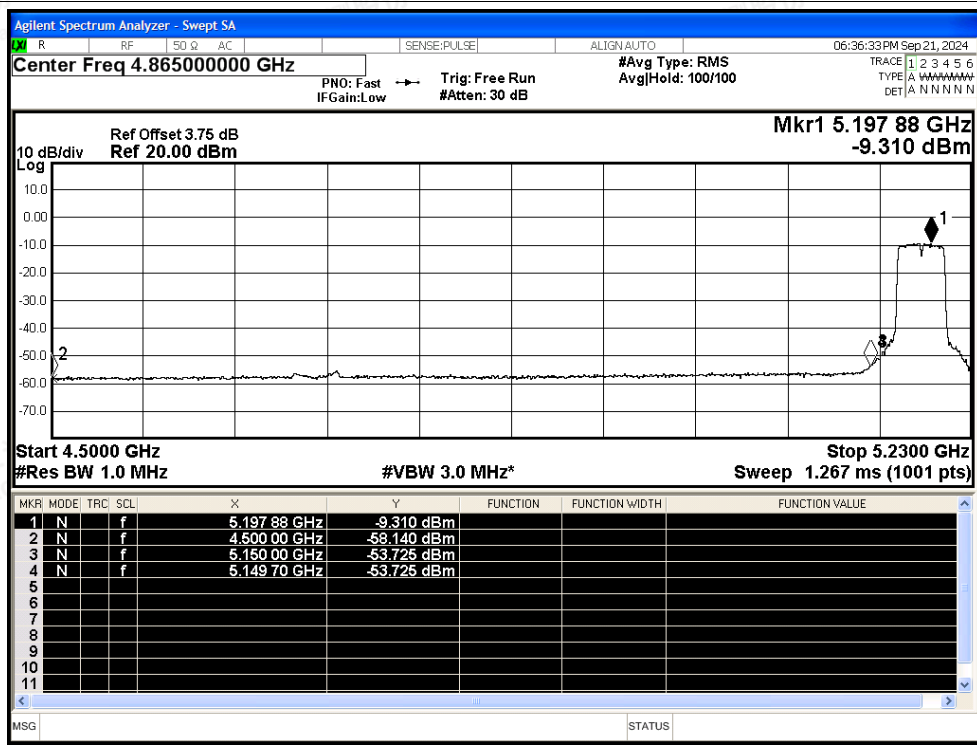 Agilent Spectrum Analyzer - Swept SA
LXI R RF 50 Ω AC SENSE:PULSE ALIGN AUTO 06:36:33 PM Sep 21, 2024
Center Freq 4.865000000 GHz
PNO: Fast
IFGain:Low
Trig: Free Run
#Atten: 30 dB
#Avg Type: RMS
Avg|Hold: 100/100
TRACE 1 2 3 4 5 6
TYPE A WWWWW
DET A N N N N N
Mkr1 5.197 88 GHz
-9.310 dBm
Ref Offset 3.75 dB
10 dB/div Ref 20.00 dBm
Log
10.0
0.00
-10.0
-20.0
-30.0
-40.0
-50.0
-60.0
-70.0
1
2
Start 4.5000 GHz Stop 5.2300 GHz
#Res BW 1.0 MHz #VBW 3.0 MHz* Sweep 1.267 ms (1001 pts)
MKR MODE TRC SCL X Y FUNCTION FUNCTION WIDTH FUNCTION VALUE
1 N f 5.197 88 GHz -9.310 dBm
2 N f 4.500 00 GHz -58.140 dBm
3 N f 5.150 00 GHz -53.725 dBm
4 N f 5.149 70 GHz -53.725 dBm
5
6
7
8
9
10
11
MSG STATUS